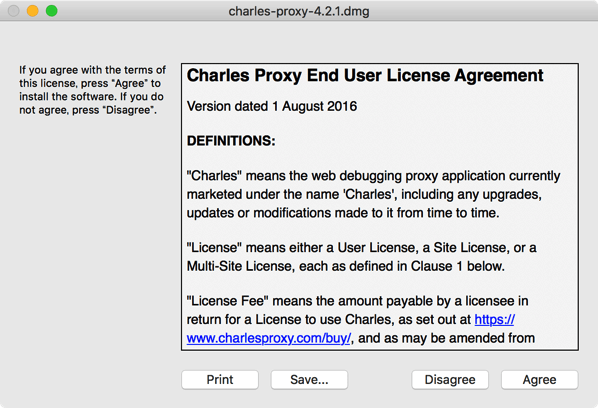 charles-proxy-4.2.1.dmg
If you agree with the terms of
this license, press "Agree" to
install the software. If you do
not agree, press "Disagree".
Charles Proxy End User License Agreement
Version dated 1 August 2016
DEFINITIONS:
"Charles" means the web debugging proxy application currently
marketed under the name 'Charles', including any upgrades,
updates or modifications made to it from time to time.
"License" means either a User License, a Site License, or a
Multi-Site License, each as defined in Clause 1 below.
"License Fee" means the amount payable by a licensee in
return for a License to use Charles, as set out at https://
www.charlesproxy.com/buy/, and as may be amended from
Print Save... Disagree Agree